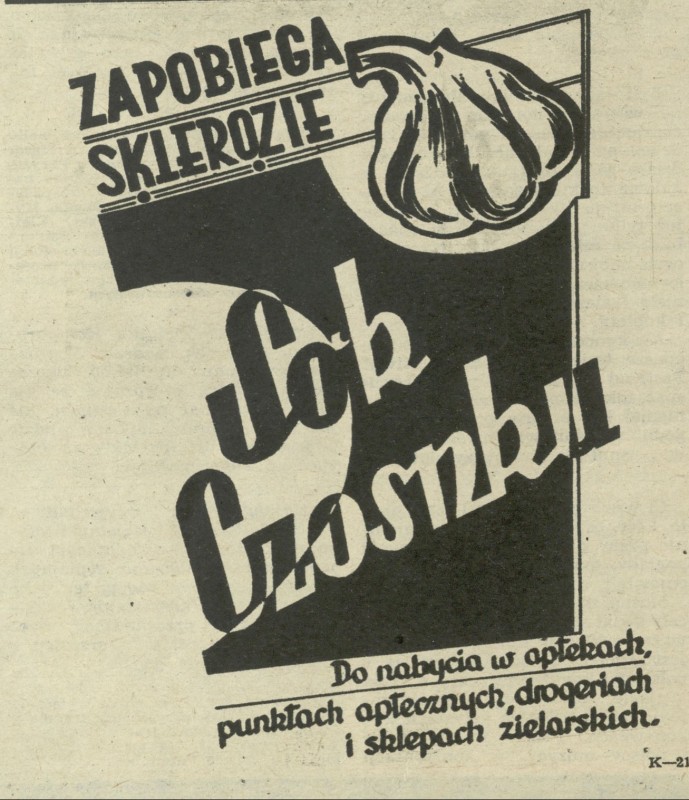 ZAPOBIEGA
SKLEROZIE
Sok
Czosnku
Do nabycia w aptekach,
punktach aptecznych, drogeriach
i sklepach zielarskich.
K—21